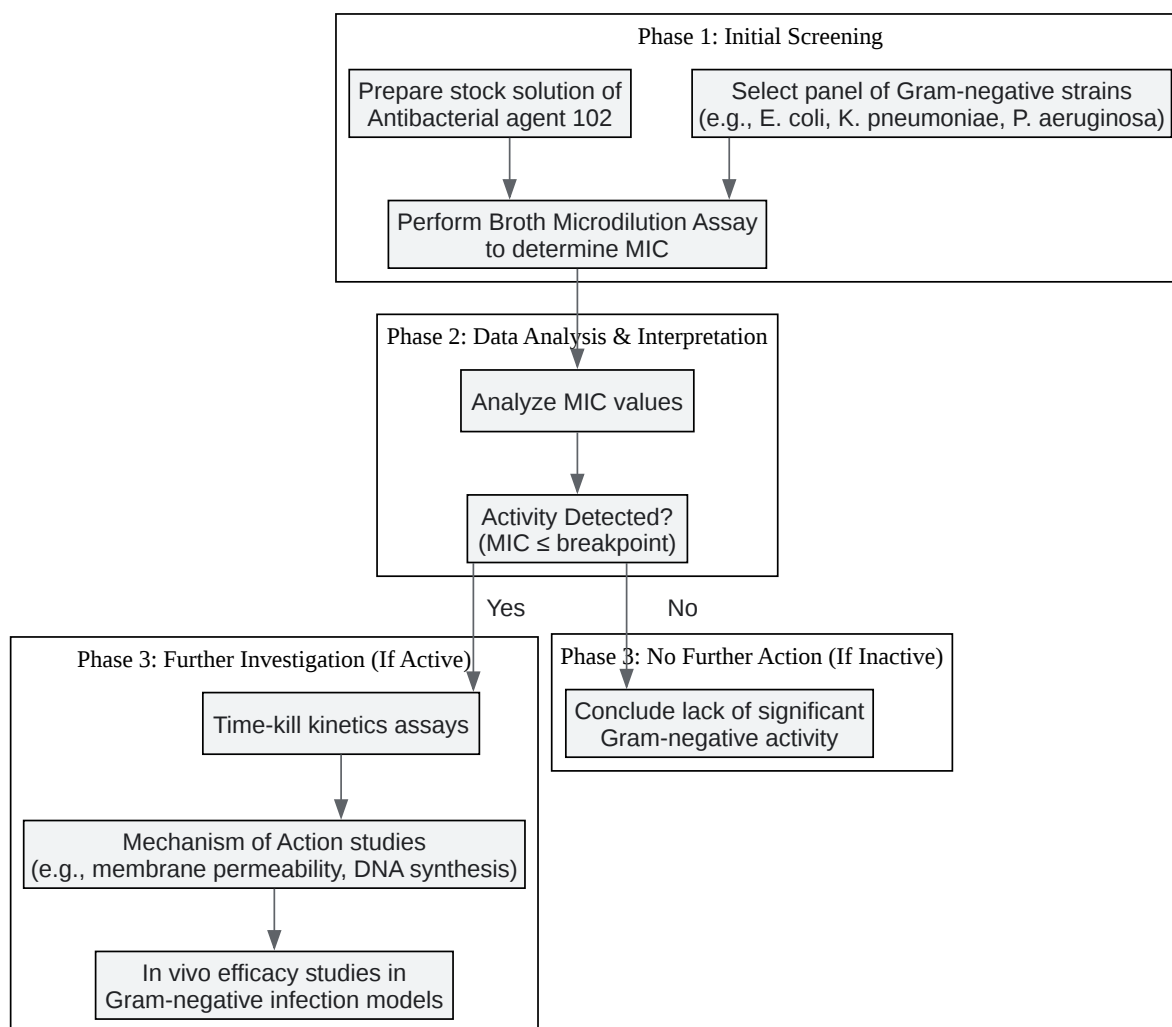 Phase 1: Initial Screening
Prepare stock solution of
Antibacterial agent 102
Select panel of Gram-negative strains
(e.g., E. coli, K. pneumoniae, P. aeruginosa)
Perform Broth Microdilution Assay
to determine MIC
Phase 2: Data Analysis & Interpretation
Analyze MIC values
Activity Detected?
(MIC ≤ breakpoint)
Yes
No
Phase 3: Further Investigation (If Active)
Time-kill kinetics assays
Mechanism of Action studies
(e.g., membrane permeability, DNA synthesis)
In vivo efficacy studies in
Gram-negative infection models
Phase 3: No Further Action (If Inactive)
Conclude lack of significant
Gram-negative activity